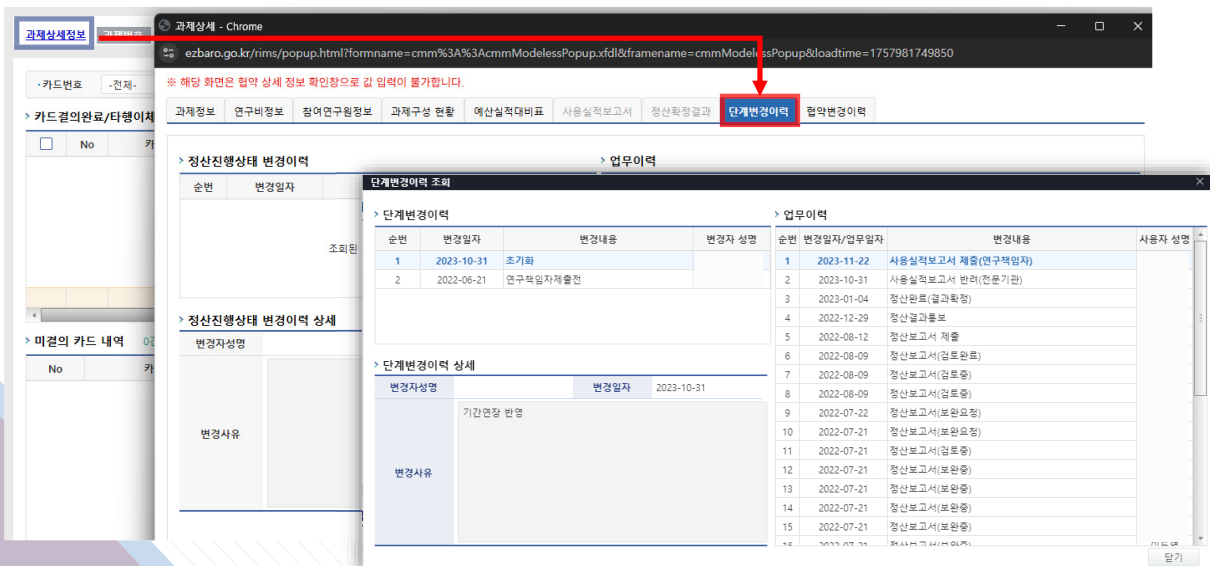 과제상세정보
과제번호
과제상세 - Chrome
ezbaro.go.kr/rims/popup.html?formname=cmm%3A%3AcmmModelessPopup.xfdl&framename=cmmModelessPopup&loadtime=1757981749850
※ 해당 화면은 협약 상세 정보 확인창으로 값 입력이 불가합니다.
·카드번호 -전체-
과제정보 연구비정보 참여연구원정보 과제구성 현황 예산실적대비표 사용실적보고서 정산확정결과 단계변경이력 협약변경이력
카드결의완료/타행이체
No
정산진행상태 변경이력
업무이력
순번 변경일자
조회된
정산진행상태 변경이력 상세
변경자성명
변경사유
미결의 카드 내역
No
단계변경이력 조회
단계변경이력
순번 변경일자 변경내용 변경자 성명
1 2023-10-31 초기화
2 2022-06-21 연구책임자제출전
단계변경이력 상세
변경자성명 변경일자 2023-10-31
변경사유 기간연장 반영
업무이력
순번 변경일자/업무일자 변경내용 사용자 성명
1 2023-11-22 사용실적보고서 제출(연구책임자)
2 2023-10-31 사용실적보고서 반려(전문기관)
3 2023-01-04 정산완료(결과확정)
4 2022-12-29 정산결과통보
5 2022-08-12 정산보고서 제출
6 2022-08-09 정산보고서(검토완료)
7 2022-08-09 정산보고서(검토중)
8 2022-08-09 정산보고서(검토중)
9 2022-07-22 정산보고서(보완요청)
10 2022-07-21 정산보고서(보완요청)
11 2022-07-21 정산보고서(검토중)
12 2022-07-21 정산보고서(보완중)
13 2022-07-21 정산보고서(보완중)
14 2022-07-21 정산보고서(보완중)
15 2022-07-21 정산보고서(보완중)
16 2022-07-21 정산보고서(보완중)
닫기